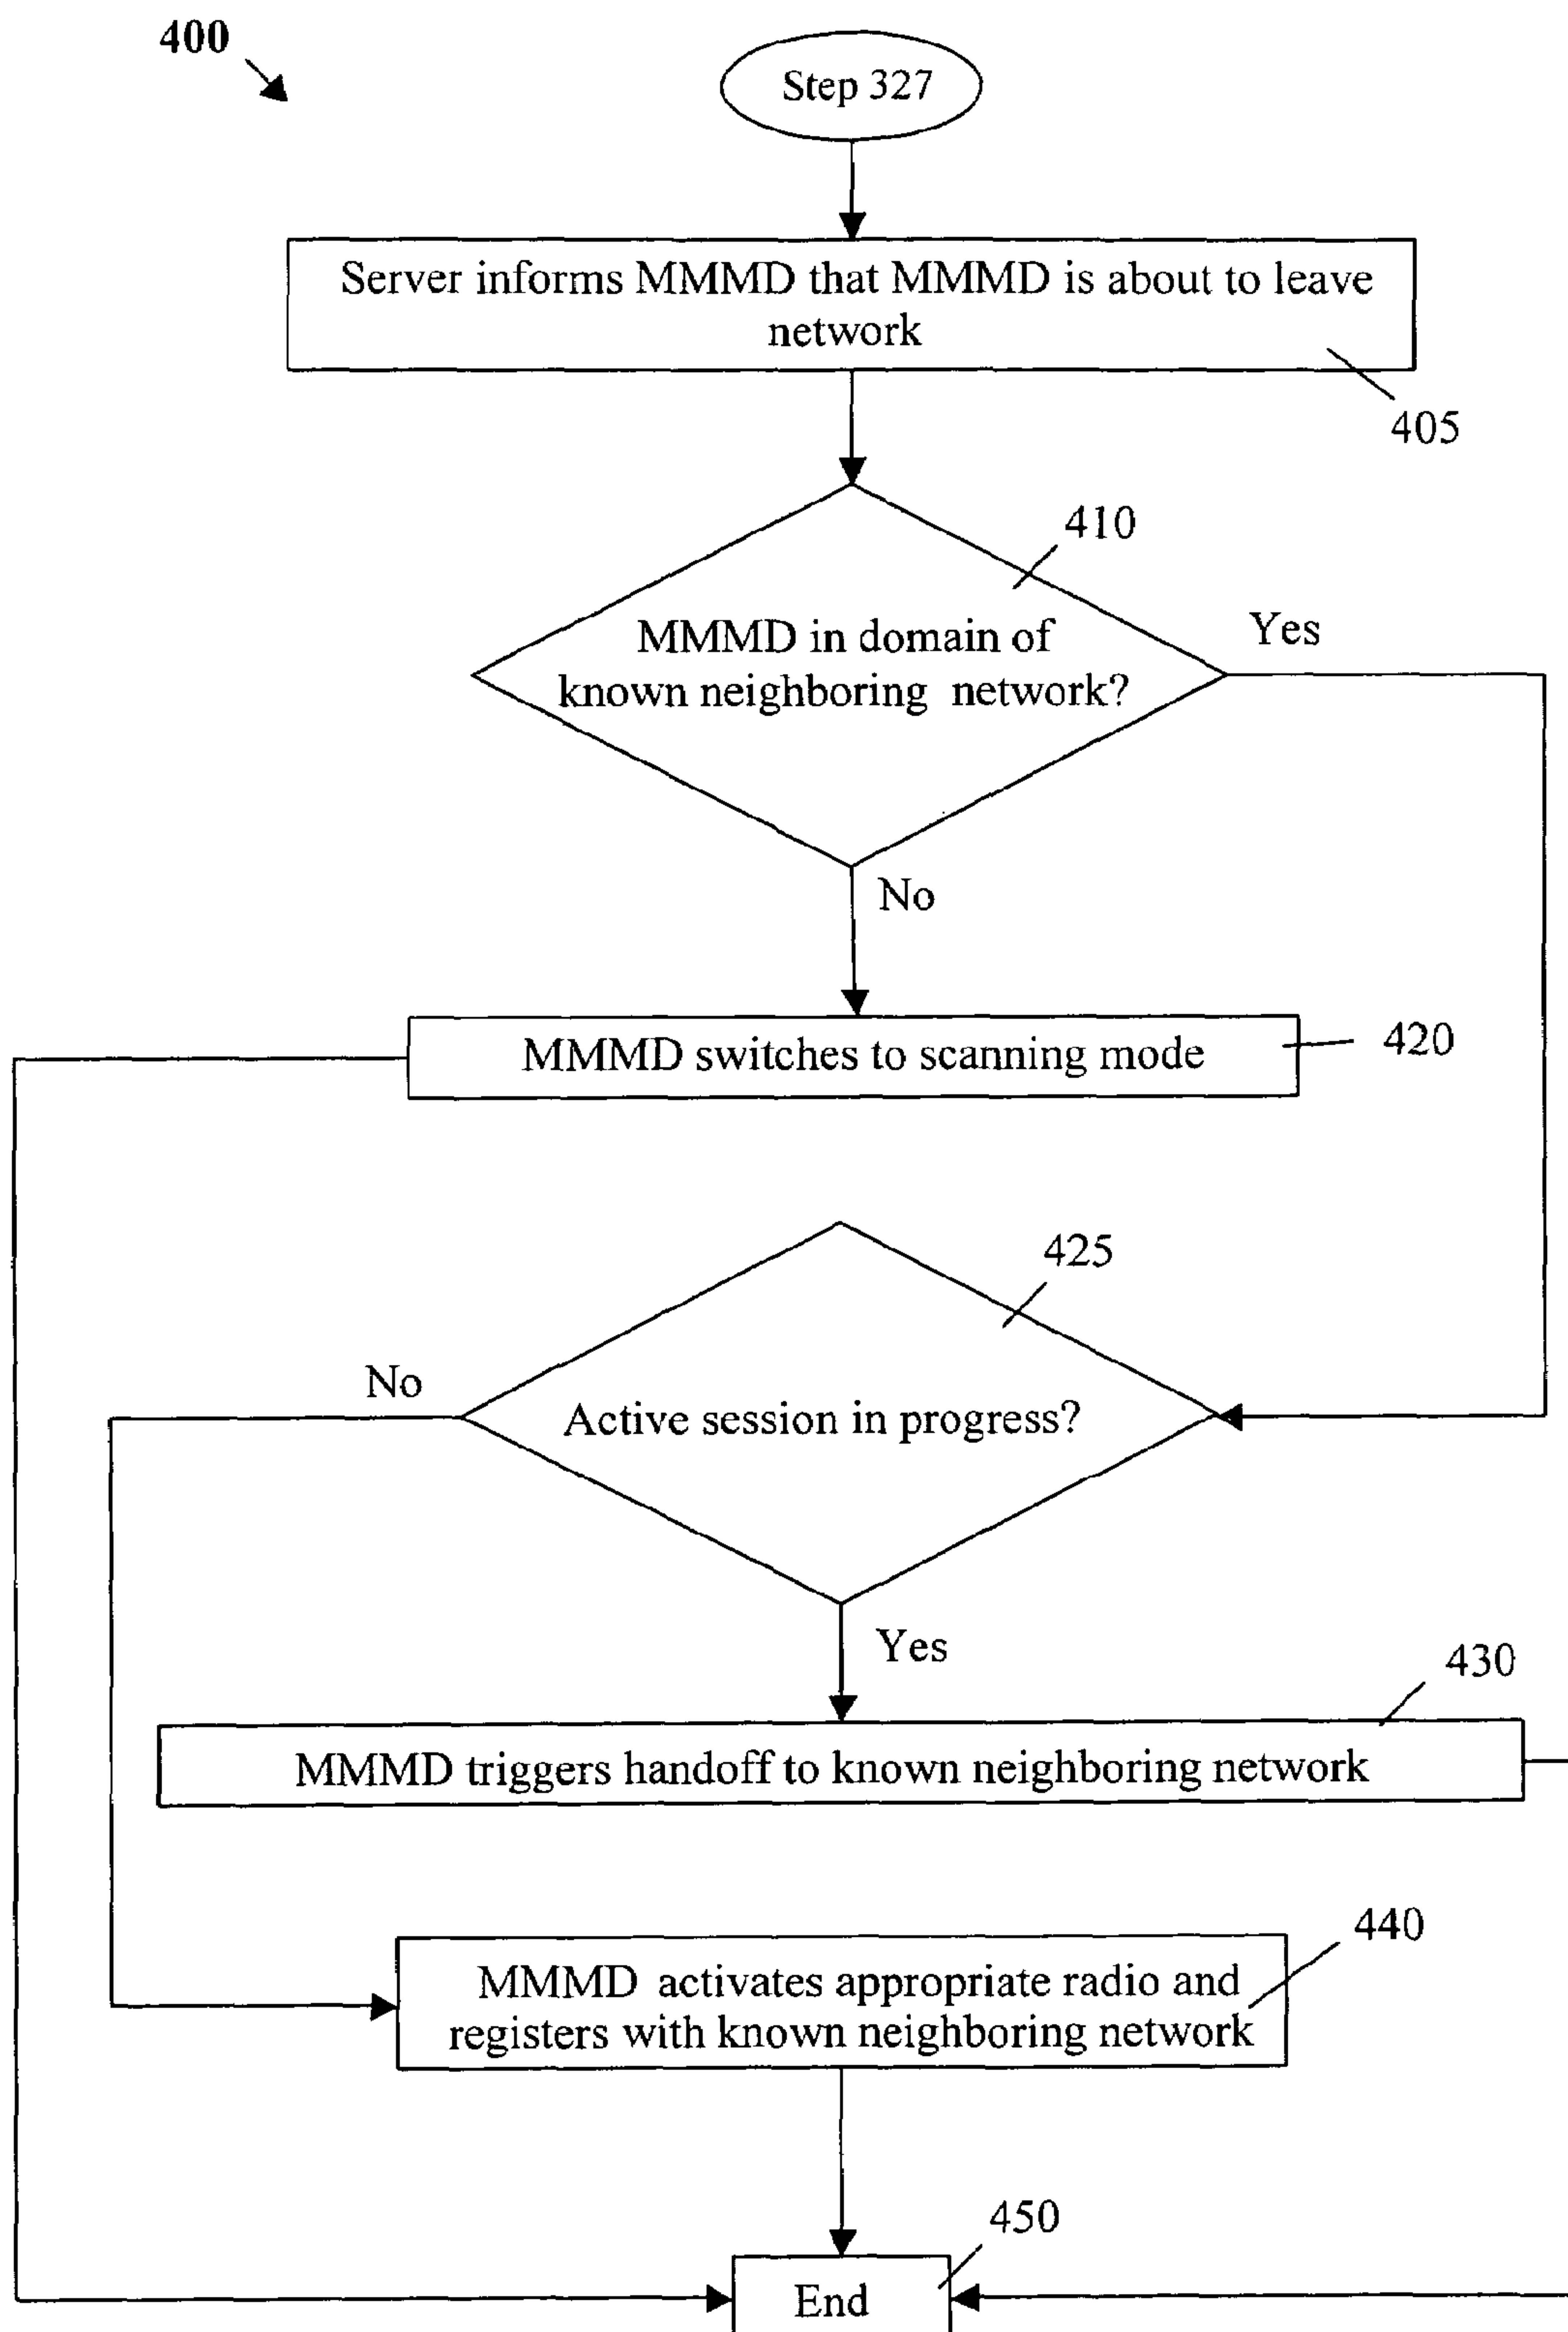 400
Step 327
Server informs MMMD that MMMD is about to leave
network
405
410
MMMD in domain of
known neighboring network?
Yes
No
MMMD switches to scanning mode
420
425
No
Active session in progress?
Yes
430
MMMD triggers handoff to known neighboring network
440
MMMD activates appropriate radio and
registers with known neighboring network
450
End